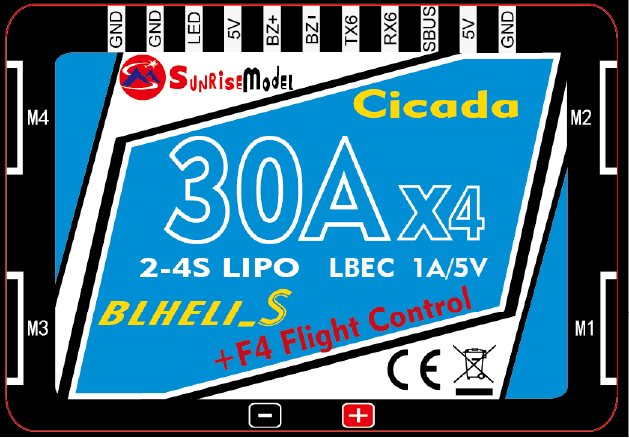 GND GND LED 5V BZ+ BZ- TX6 RX6 SBUS 5V GND
SUNRISEMODEL
Cicada
M4
M2
30A X4
2-4S LIPO LBEC 1A/5V
BLHELI_S
+F4 Flight Control
M3
M1
CE
- +